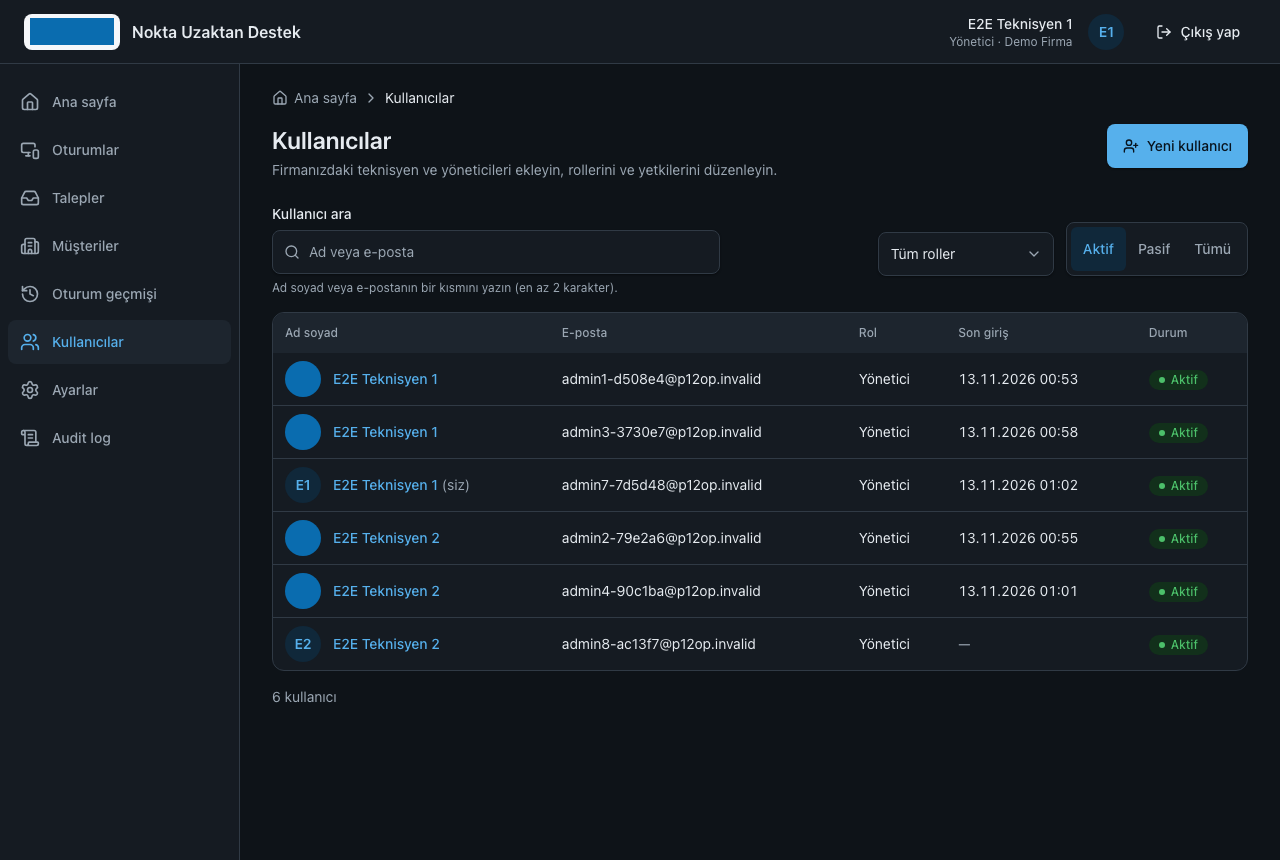 Nokta Uzaktan Destek
E2E Teknisyen 1
Yönetici · Demo Firma
E1
Çıkış yap
Ana sayfa
Oturumlar
Talepler
Müşteriler
Oturum geçmişi
Kullanıcılar
Ayarlar
Audit log
Ana sayfa > Kullanıcılar
Kullanıcılar
Firmanızdaki teknisyen ve yöneticileri ekleyin, rollerini ve yetkilerini düzenleyin.
Yeni kullanıcı
Kullanıcı ara
Ad veya e-posta
Ad soyad veya e-postanın bir kısmını yazın (en az 2 karakter).
Tüm roller
Aktif Pasif Tümü
Ad soyad E-posta Rol Son giriş Durum
E2E Teknisyen 1 admin1-d508e4@p12op.invalid Yönetici 13.11.2026 00:53 Aktif
E2E Teknisyen 1 admin3-3730e7@p12op.invalid Yönetici 13.11.2026 00:58 Aktif
E1 E2E Teknisyen 1 (siz) admin7-7d5d48@p12op.invalid Yönetici 13.11.2026 01:02 Aktif
E2E Teknisyen 2 admin2-79e2a6@p12op.invalid Yönetici 13.11.2026 00:55 Aktif
E2E Teknisyen 2 admin4-90c1ba@p12op.invalid Yönetici 13.11.2026 01:01 Aktif
E2 E2E Teknisyen 2 admin8-ac13f7@p12op.invalid Yönetici — Aktif
6 kullanıcı